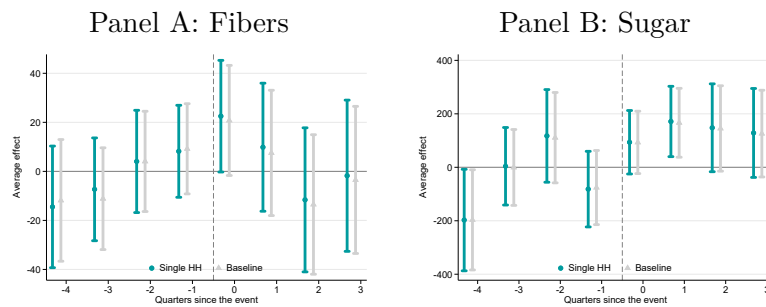 Panel A: Fibers
Panel B: Sugar
Average effect
40
20
0
-20
-40
Single HH
Baseline
-4
-3
-2
-1
0
1
2
3
Quarters since the event
Average effect
400
200
0
-200
-400
Single HH
Baseline
-4
-3
-2
-1
0
1
2
3
Quarters since the event